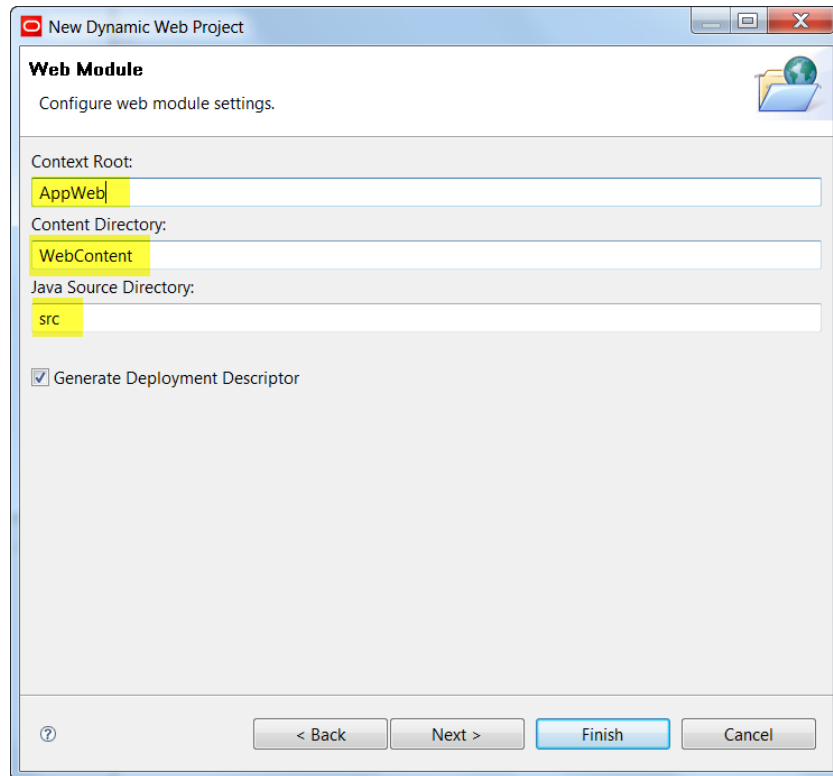 New Dynamic Web Project
Web Module
Configure web module settings.
Context Root:
AppWeb
Content Directory:
WebContent
Java Source Directory:
src
Generate Deployment Descriptor
? < Back Next > Finish Cancel